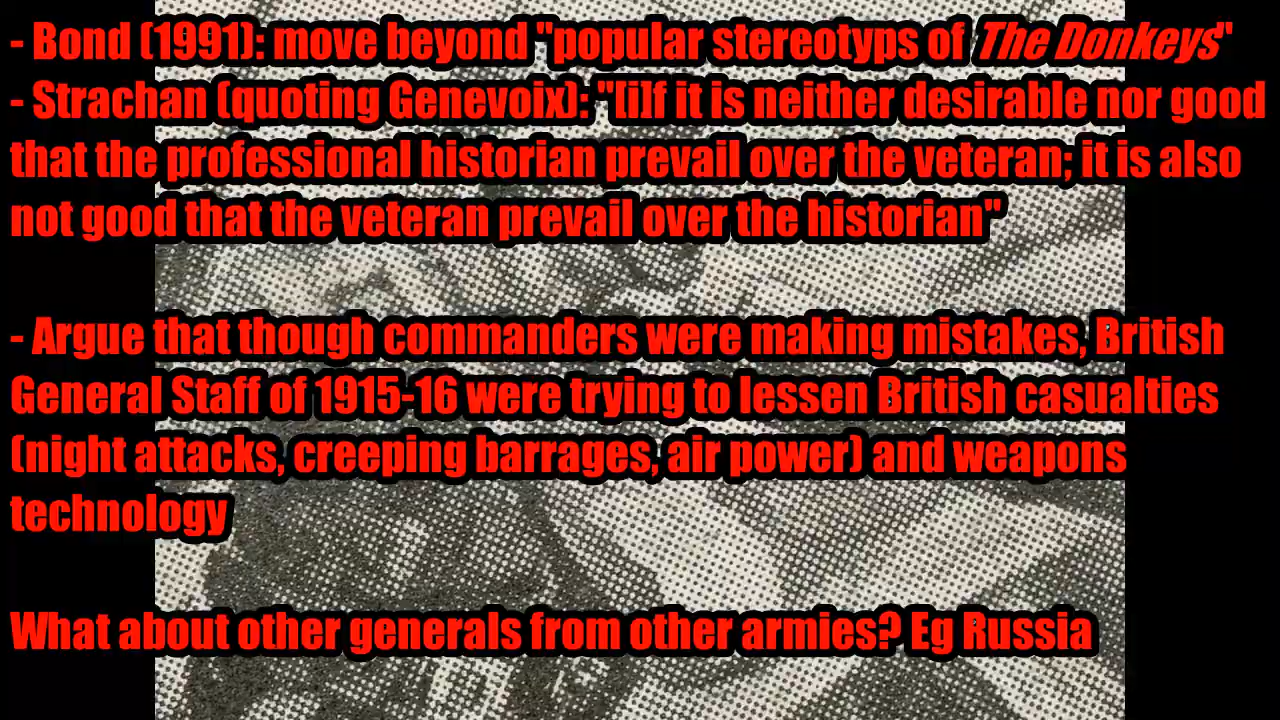 - Bond (1991): move beyond "popular stereotyps of The Donkeys"
- Strachan (quoting Genevoix): "[i]f it is neither desirable nor good
that the professional historian prevail over the veteran; it is also
not good that the veteran prevail over the historian"
- Argue that though commanders were making mistakes, British
General Staff of 1915-16 were trying to lessen British casualties
(night attacks, creeping barrages, air power) and weapons
technology
What about other generals from other armies? Eg Russia